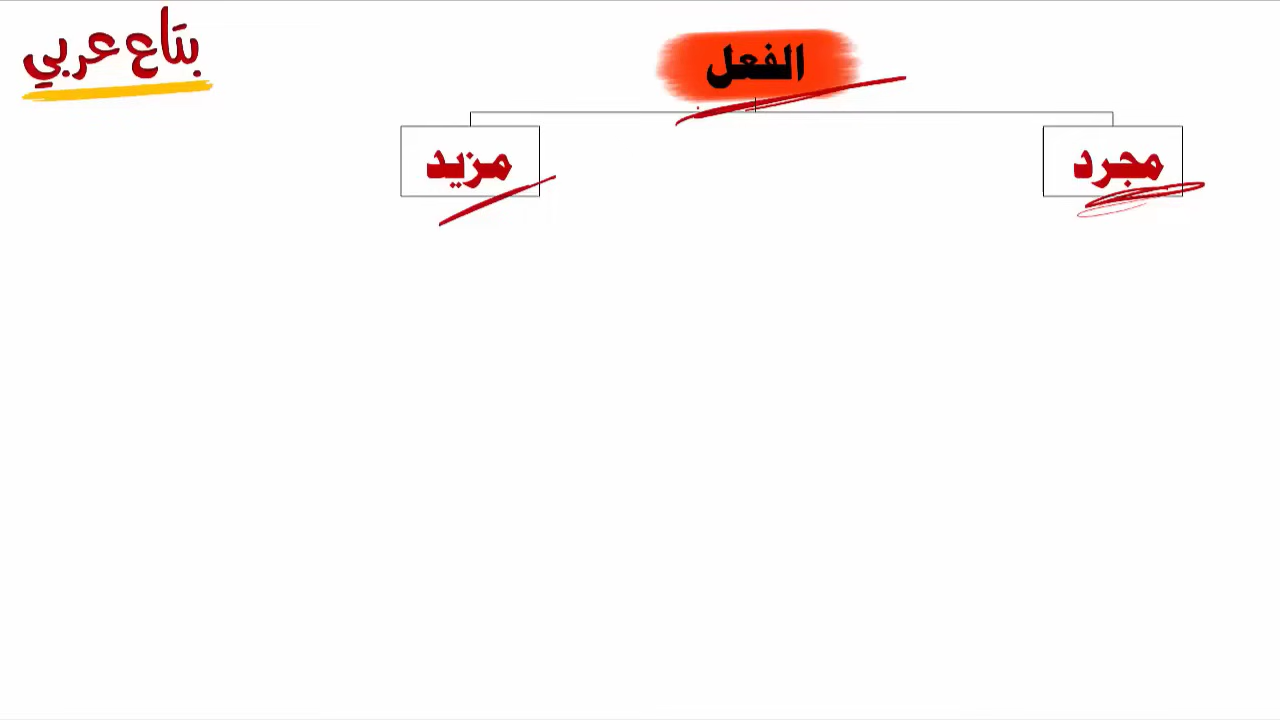 بتاع عربي
الفعل
مجرد
مزيد